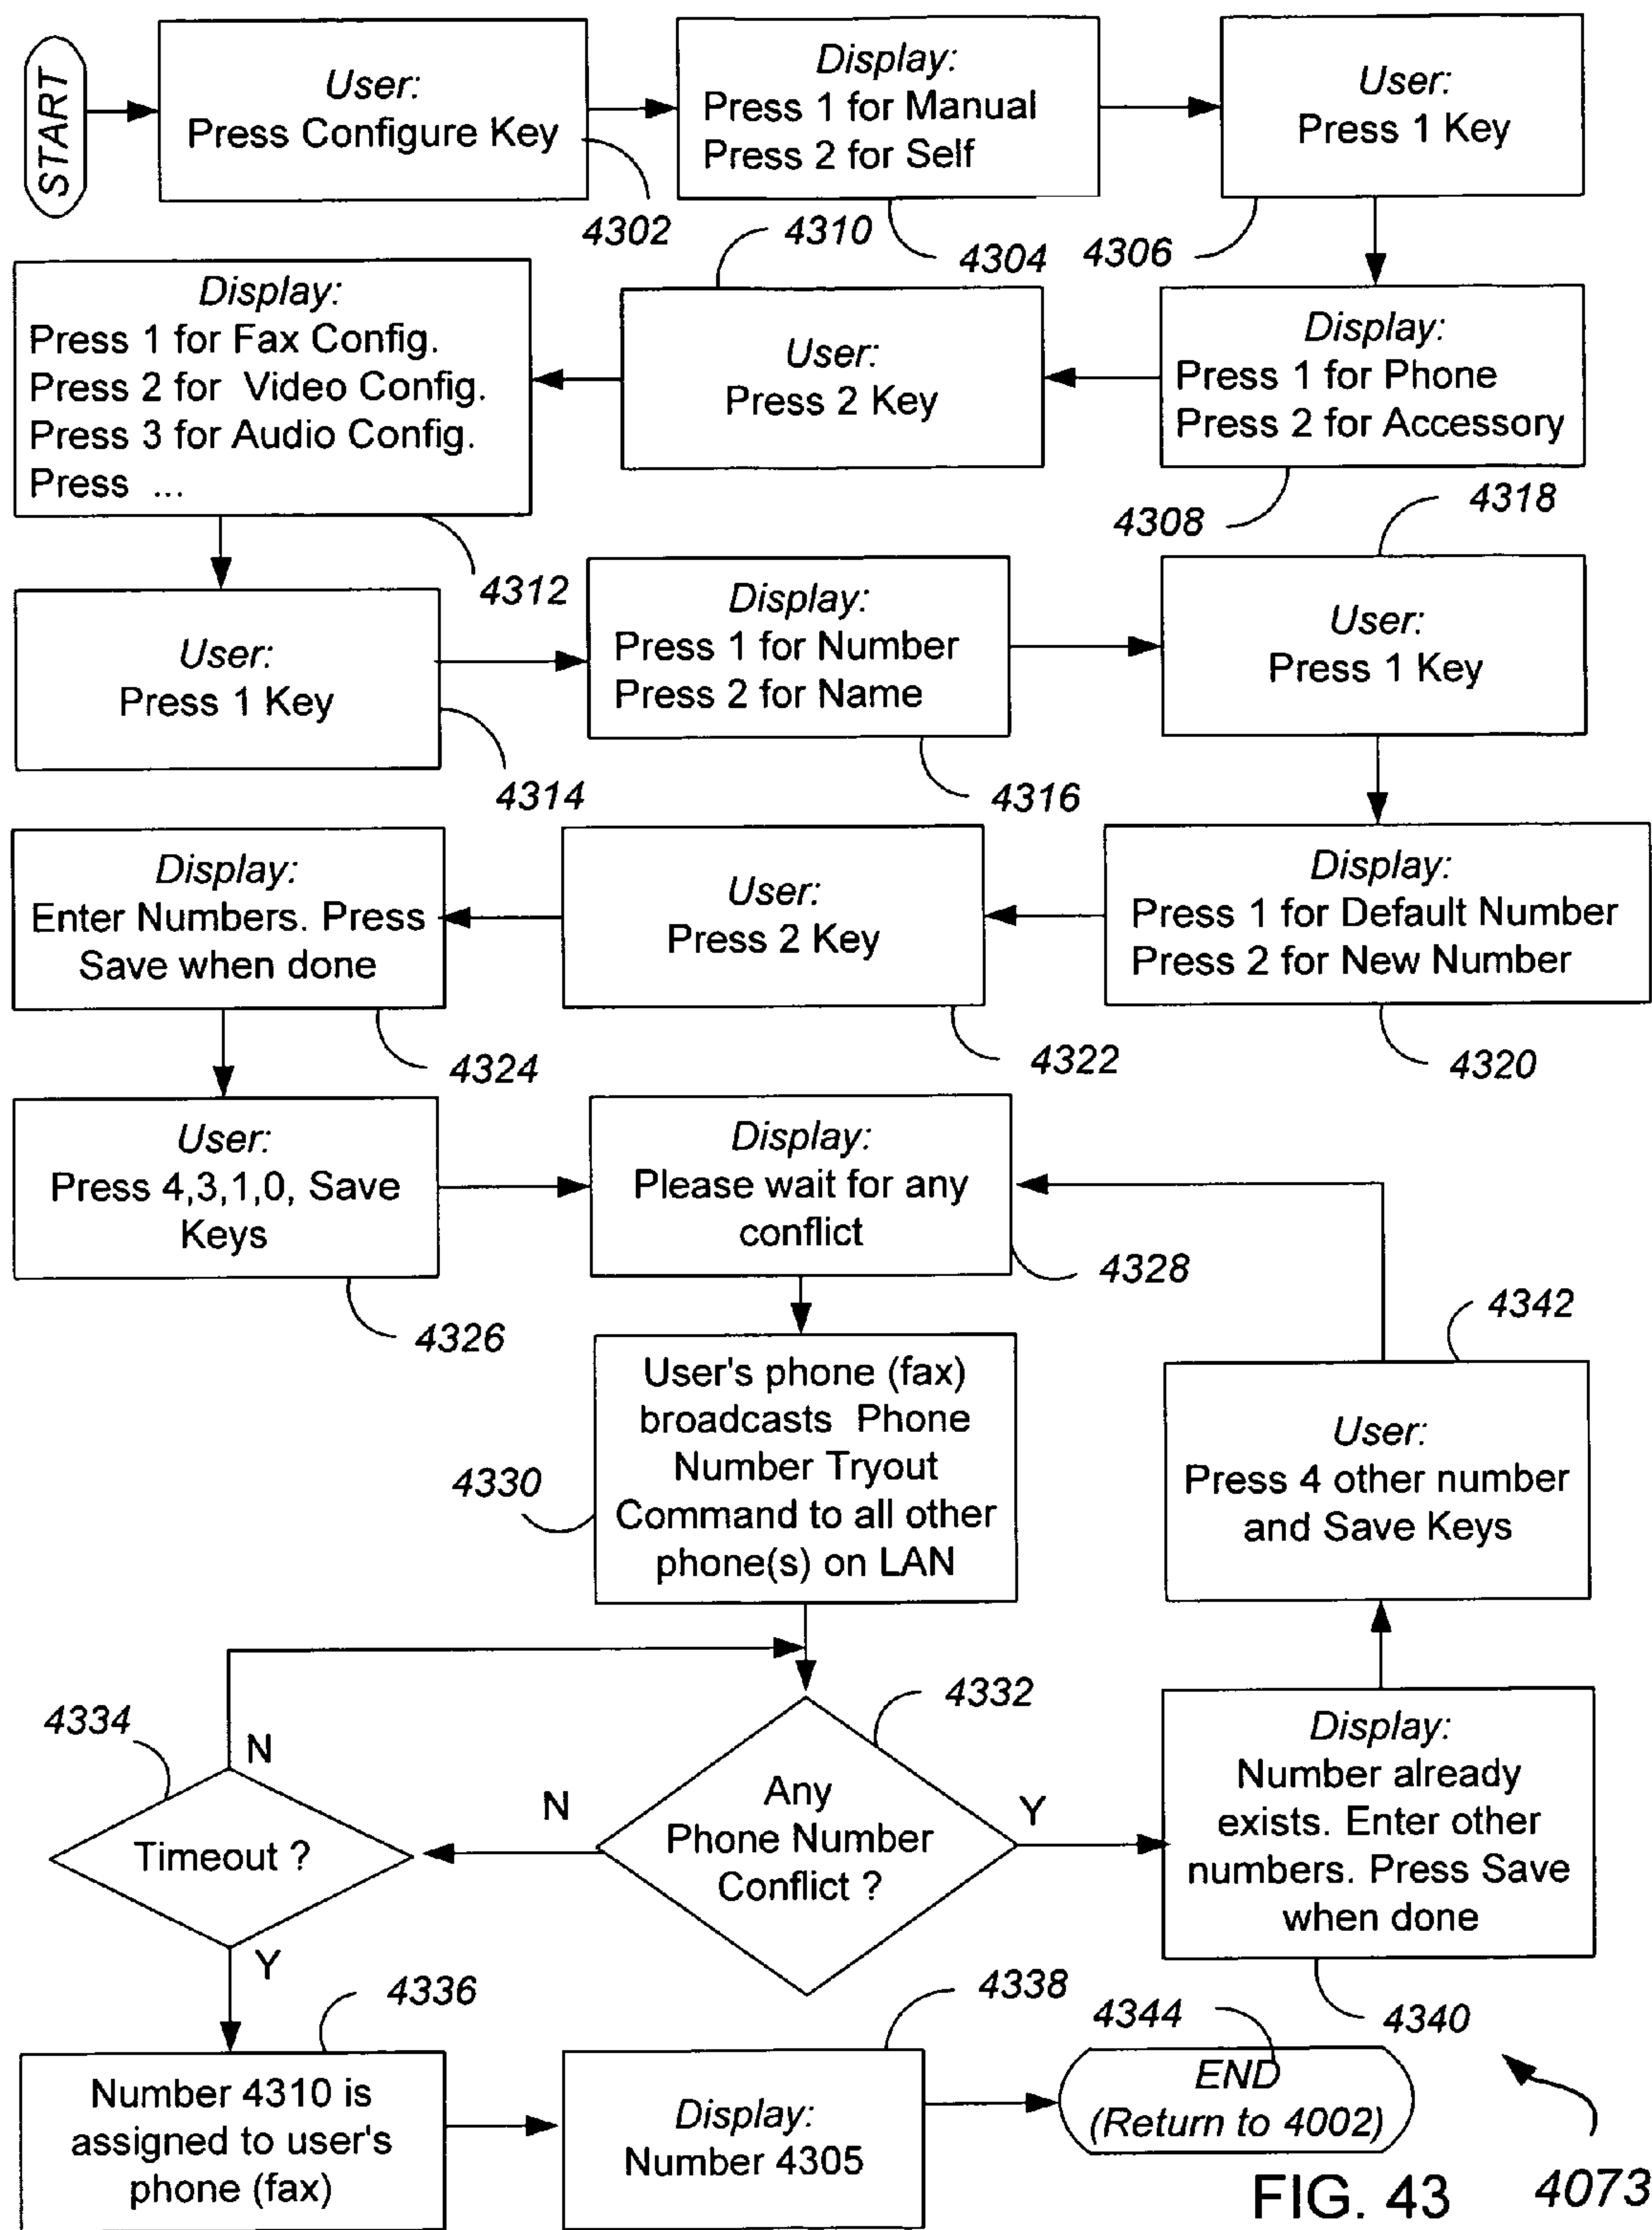 START
User:
Press Configure Key
4302
Display:
Press 1 for Manual
Press 2 for Self
4304
User:
Press 1 Key
4306
Display:
Press 1 for Phone
Press 2 for Accessory
4308
4310
User:
Press 2 Key
Display:
Press 1 for Fax Config.
Press 2 for Video Config.
Press 3 for Audio Config.
Press ...
4312
User:
Press 1 Key
4314
Display:
Press 1 for Number
Press 2 for Name
4316
4318
User:
Press 1 Key
Display:
Press 1 for Default Number
Press 2 for New Number
4320
User:
Press 2 Key
4322
Display:
Enter Numbers. Press
Save when done
4324
User:
Press 4,3,1,0, Save
Keys
4326
Display:
Please wait for any
conflict
4328
User's phone (fax)
broadcasts Phone
Number Tryout
Command to all other
phone(s) on LAN
4330
4332
Any
Phone Number
Conflict ?
N
Y
4334
Timeout ?
N
Y
4336
Number 4310 is
assigned to user's
phone (fax)
4338
Display:
Number 4305
Display:
Number already
exists. Enter other
numbers. Press Save
when done
4340
4342
User:
Press 4 other number
and Save Keys
4344
END
(Return to 4002)
FIG. 43
4073